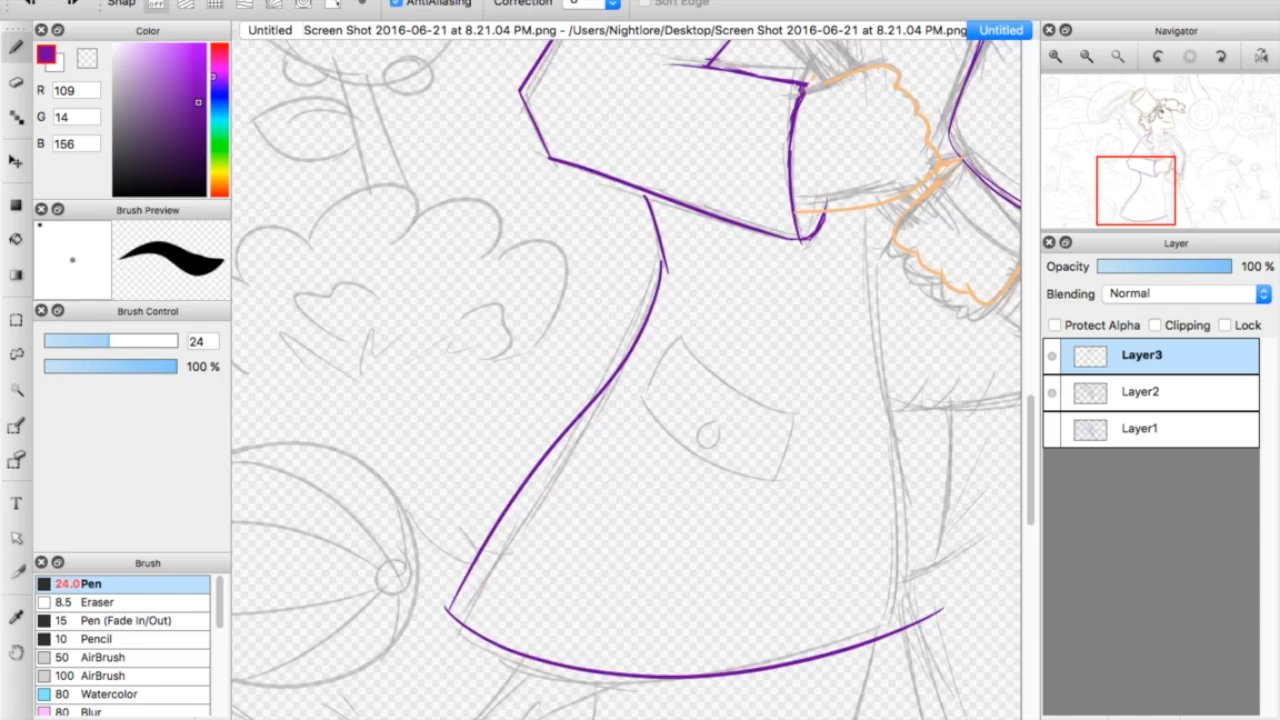 Snap off AntiAliasing Correction Soft Edge
Untitled Screen Shot 2016-06-21 at 8.21.04 PM.png - /Users/Nightlore/Desktop/Screen Shot 2016-06-21 at 8.21.04 PM.png Untitled
Color
R 109
G 14
B 156
Brush Preview
Brush Control
24
100 %
Brush
24.0 Pen
8.5 Eraser
15 Pen (Fade In/Out)
10 Pencil
50 AirBrush
100 AirBrush
80 Watercolor
80 Blur
T
Navigator
Layer
Opacity 100 %
Blending Normal
Protect Alpha Clipping Lock
Layer3
Layer2
Layer1